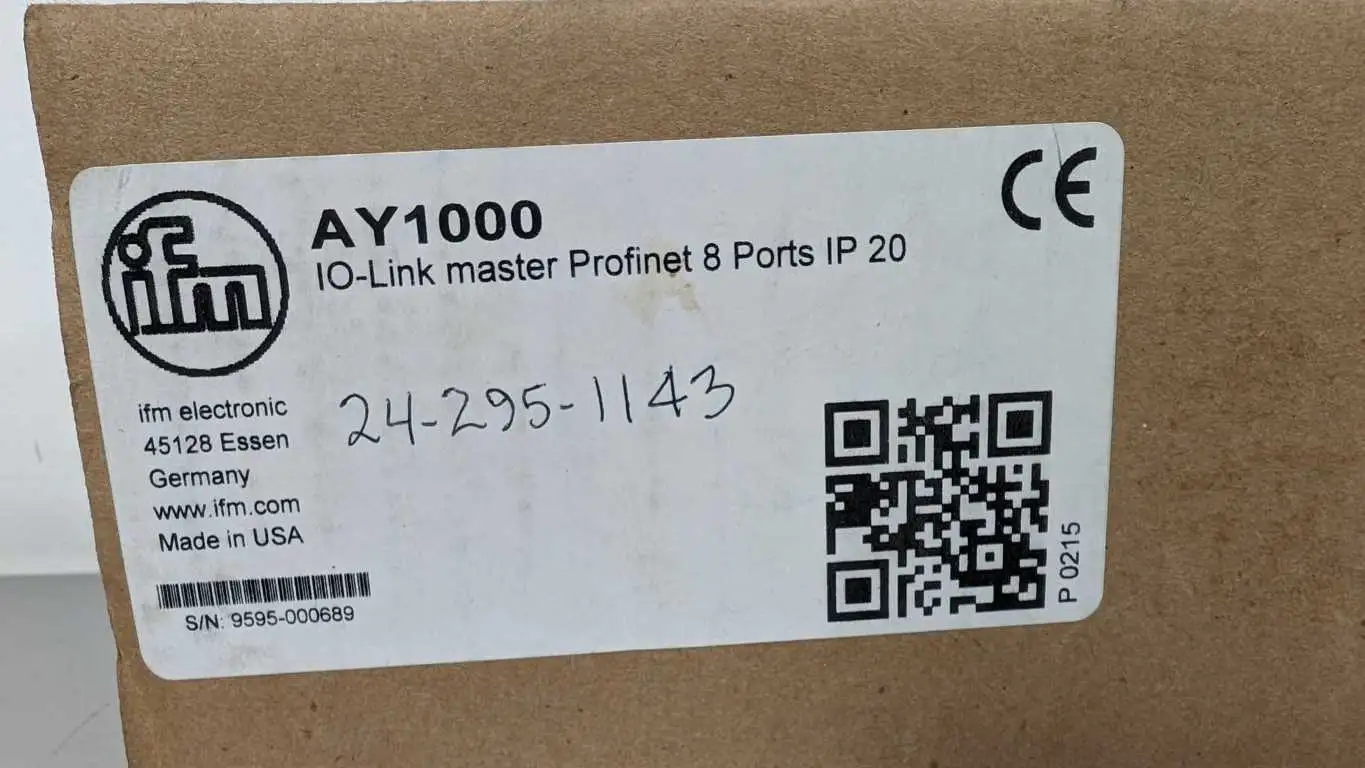 ifm
AY1000
IO-Link master Profinet 8 Ports IP 20
CE
24-295-1143
ifm electronic
45128 Essen
Germany
www.ifm.com
Made in USA
S/N: 9595-000689
P 0215